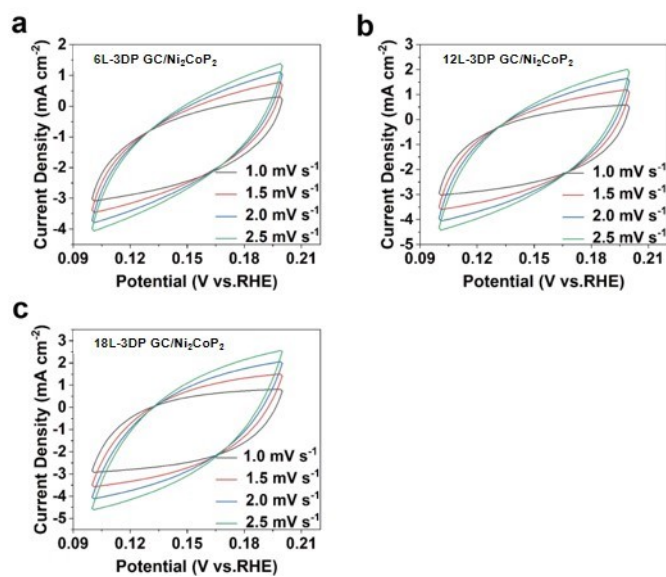 a
6L-3DP GC/Ni₂CoP₂
Current Density (mA cm⁻²)
2
1
0
-1
-2
-3
-4
1.0 mV s⁻¹
1.5 mV s⁻¹
2.0 mV s⁻¹
2.5 mV s⁻¹
0.09 0.12 0.15 0.18 0.21
Potential (V vs.RHE)
b
12L-3DP GC/Ni₂CoP₂
Current Density (mA cm⁻²)
3
2
1
0
-1
-2
-3
-4
-5
1.0 mV s⁻¹
1.5 mV s⁻¹
2.0 mV s⁻¹
2.5 mV s⁻¹
0.09 0.12 0.15 0.18 0.21
Potential (V vs.RHE)
c
18L-3DP GC/Ni₂CoP₂
Current Density (mA cm⁻²)
3
2
1
0
-1
-2
-3
-4
-5
1.0 mV s⁻¹
1.5 mV s⁻¹
2.0 mV s⁻¹
2.5 mV s⁻¹
0.09 0.12 0.15 0.18 0.21
Potential (V vs.RHE)